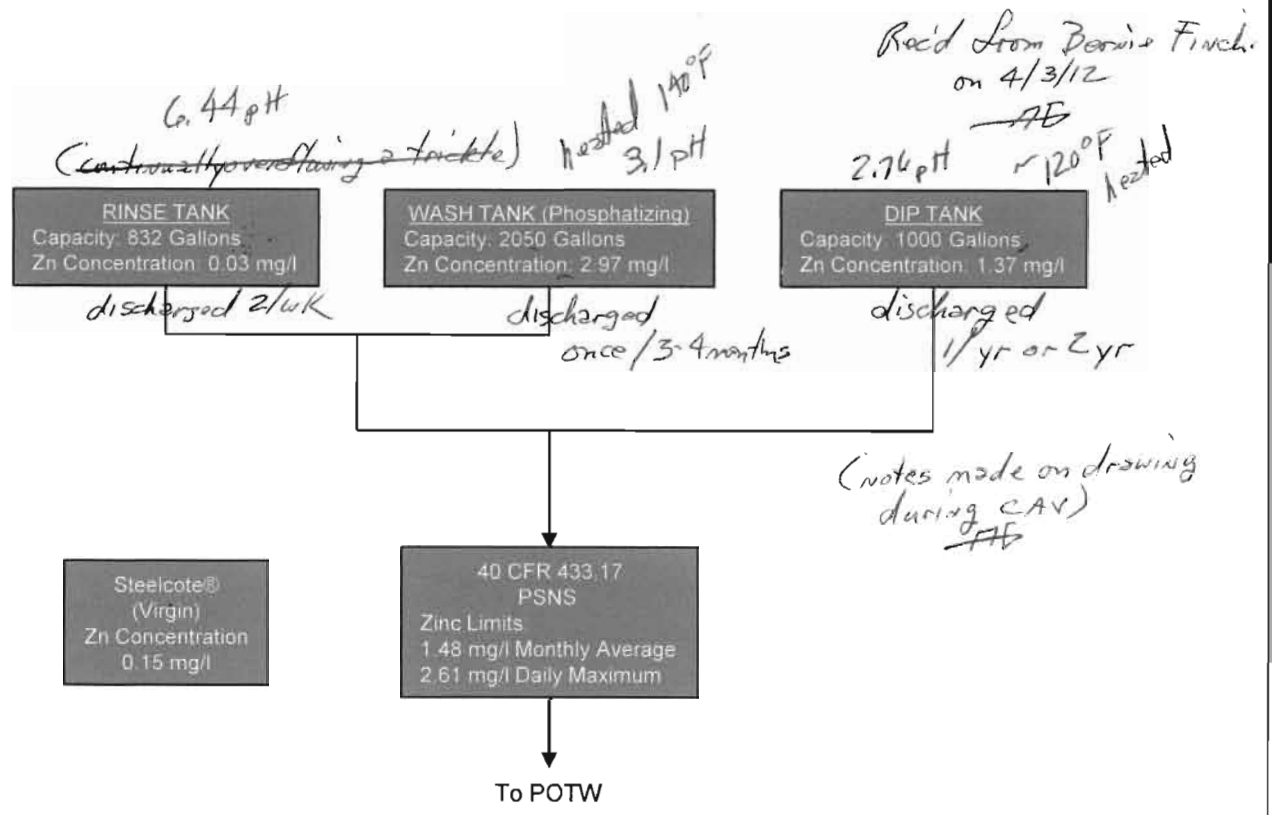 Rec'd from Bernie Finch.
on 4/3/12
6.44 pH
(continually overflowing a trickle)
heated 140°F
3.1 pH
2.76 pH
~120°F
heated
RINSE TANK
Capacity: 832 Gallons
Zn Concentration: 0.03 mg/l
WASH TANK (Phosphatizing)
Capacity: 2050 Gallons
Zn Concentration: 2.97 mg/l
DIP TANK
Capacity: 1000 Gallons
Zn Concentration: 1.37 mg/l
discharged 2/wk
discharged
once/3-4 months
discharged
1/yr or 2 yr
(notes made on drawing
during CAV)
Steelcote®
(Virgin)
Zn Concentration
0.15 mg/l
40 CFR 433.17
PSNS
Zinc Limits
1.48 mg/l Monthly Average
2.61 mg/l Daily Maximum
To POTW